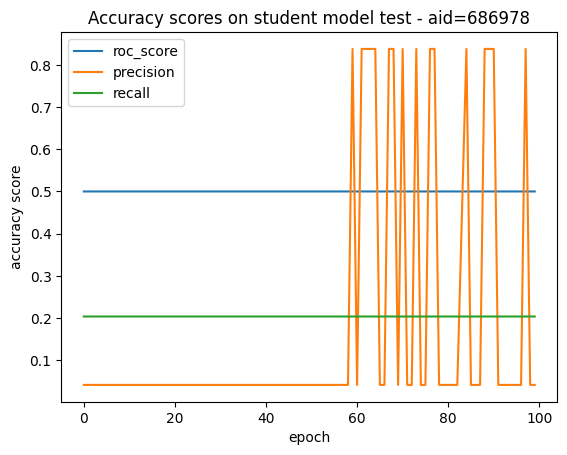 Accuracy scores on student model test - aid=686978
roc_score
precision
recall
accuracy score
0.8
0.7
0.6
0.5
0.4
0.3
0.2
0.1
0
20
40
60
80
100
epoch